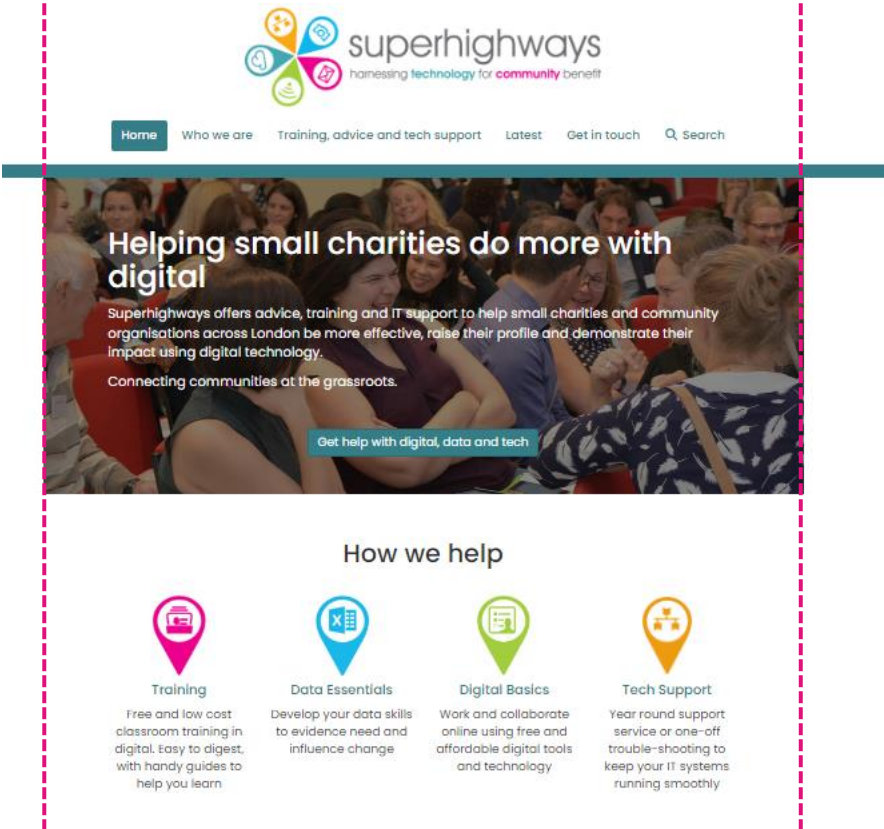 superhighways
harnessing technology for community benefit
Home Who we are Training, advice and tech support Latest Get in touch Search
Helping small charities do more with
digital
Superhighways offers advice, training and IT support to help small charities and community
organisations across London be more effective, raise their profile and demonstrate their
impact using digital technology.
Connecting communities at the grassroots.
Get help with digital, data and tech
How we help
Training
Free and low cost
classroom training in
digital. Easy to digest,
with handy guides to
help you learn
Data Essentials
Develop your data skills
to evidence need and
influence change
Digital Basics
Work and collaborate
online using free and
affordable digital tools
and technology
Tech Support
Year round support
service or one-off
trouble-shooting to
keep your IT systems
running smoothly